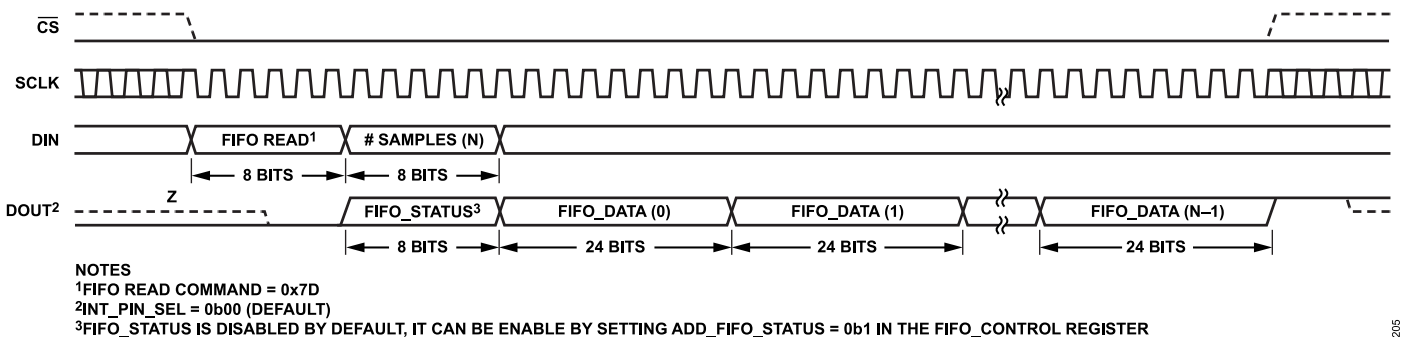 CS
SCLK
DIN FIFO READ1 # SAMPLES (N)
8 BITS 8 BITS
Z
DOUT2 FIFO_STATUS3 FIFO_DATA (0) FIFO_DATA (1) FIFO_DATA (N–1)
8 BITS 24 BITS 24 BITS 24 BITS
NOTES
1FIFO READ COMMAND = 0x7D
2INT_PIN_SEL = 0b00 (DEFAULT)
3FIFO_STATUS IS DISABLED BY DEFAULT, IT CAN BE ENABLE BY SETTING ADD_FIFO_STATUS = 0b1 IN THE FIFO_CONTROL REGISTER
205